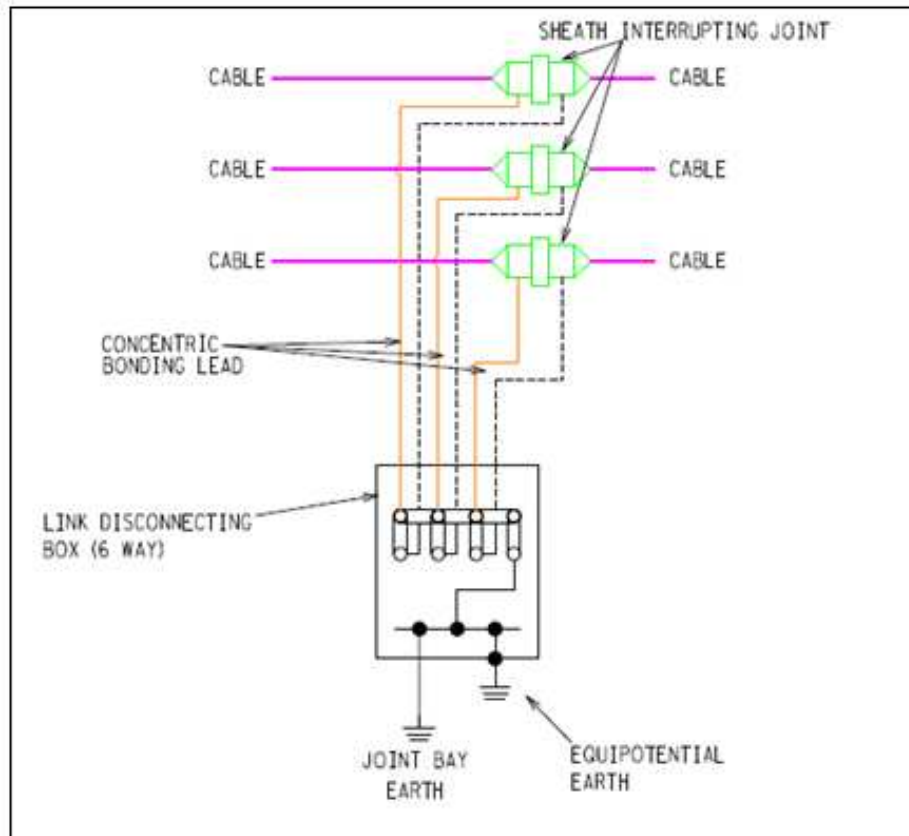 SHEATH INTERRUPTING JOINT
CABLE
CABLE
CABLE
CABLE
CABLE
CABLE
CONCENTRIC
BONDING LEAD
LINK DISCONNECTING
BOX (6 WAY)
JOINT BAY
EARTH
EQUIPOTENTIAL
EARTH